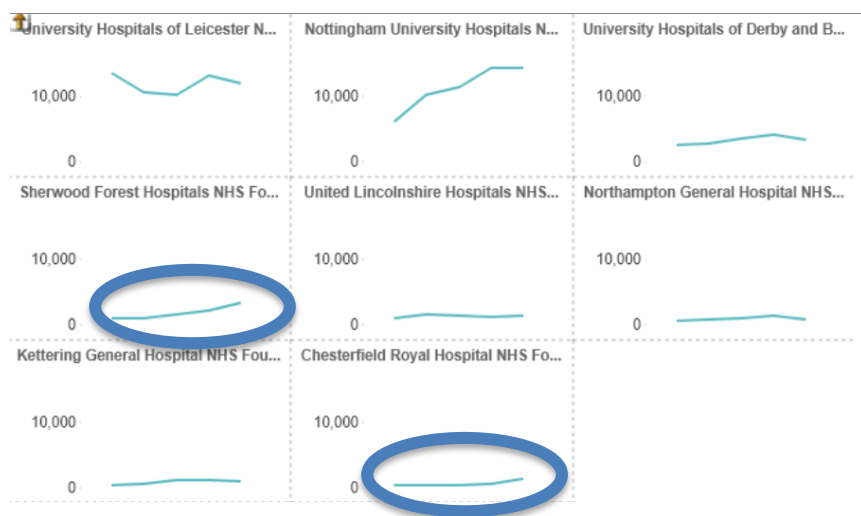 University Hospitals of Leicester N... Nottingham University Hospitals N... University Hospitals of Derby and B...
10,000 10,000 10,000
0 0 0
Sherwood Forest Hospitals NHS Fo... United Lincolnshire Hospitals NHS... Northampton General Hospital NHS...
10,000 10,000 10,000
0 0 0
Kettering General Hospital NHS Fou... Chesterfield Royal Hospital NHS Fo...
10,000 10,000
0 0